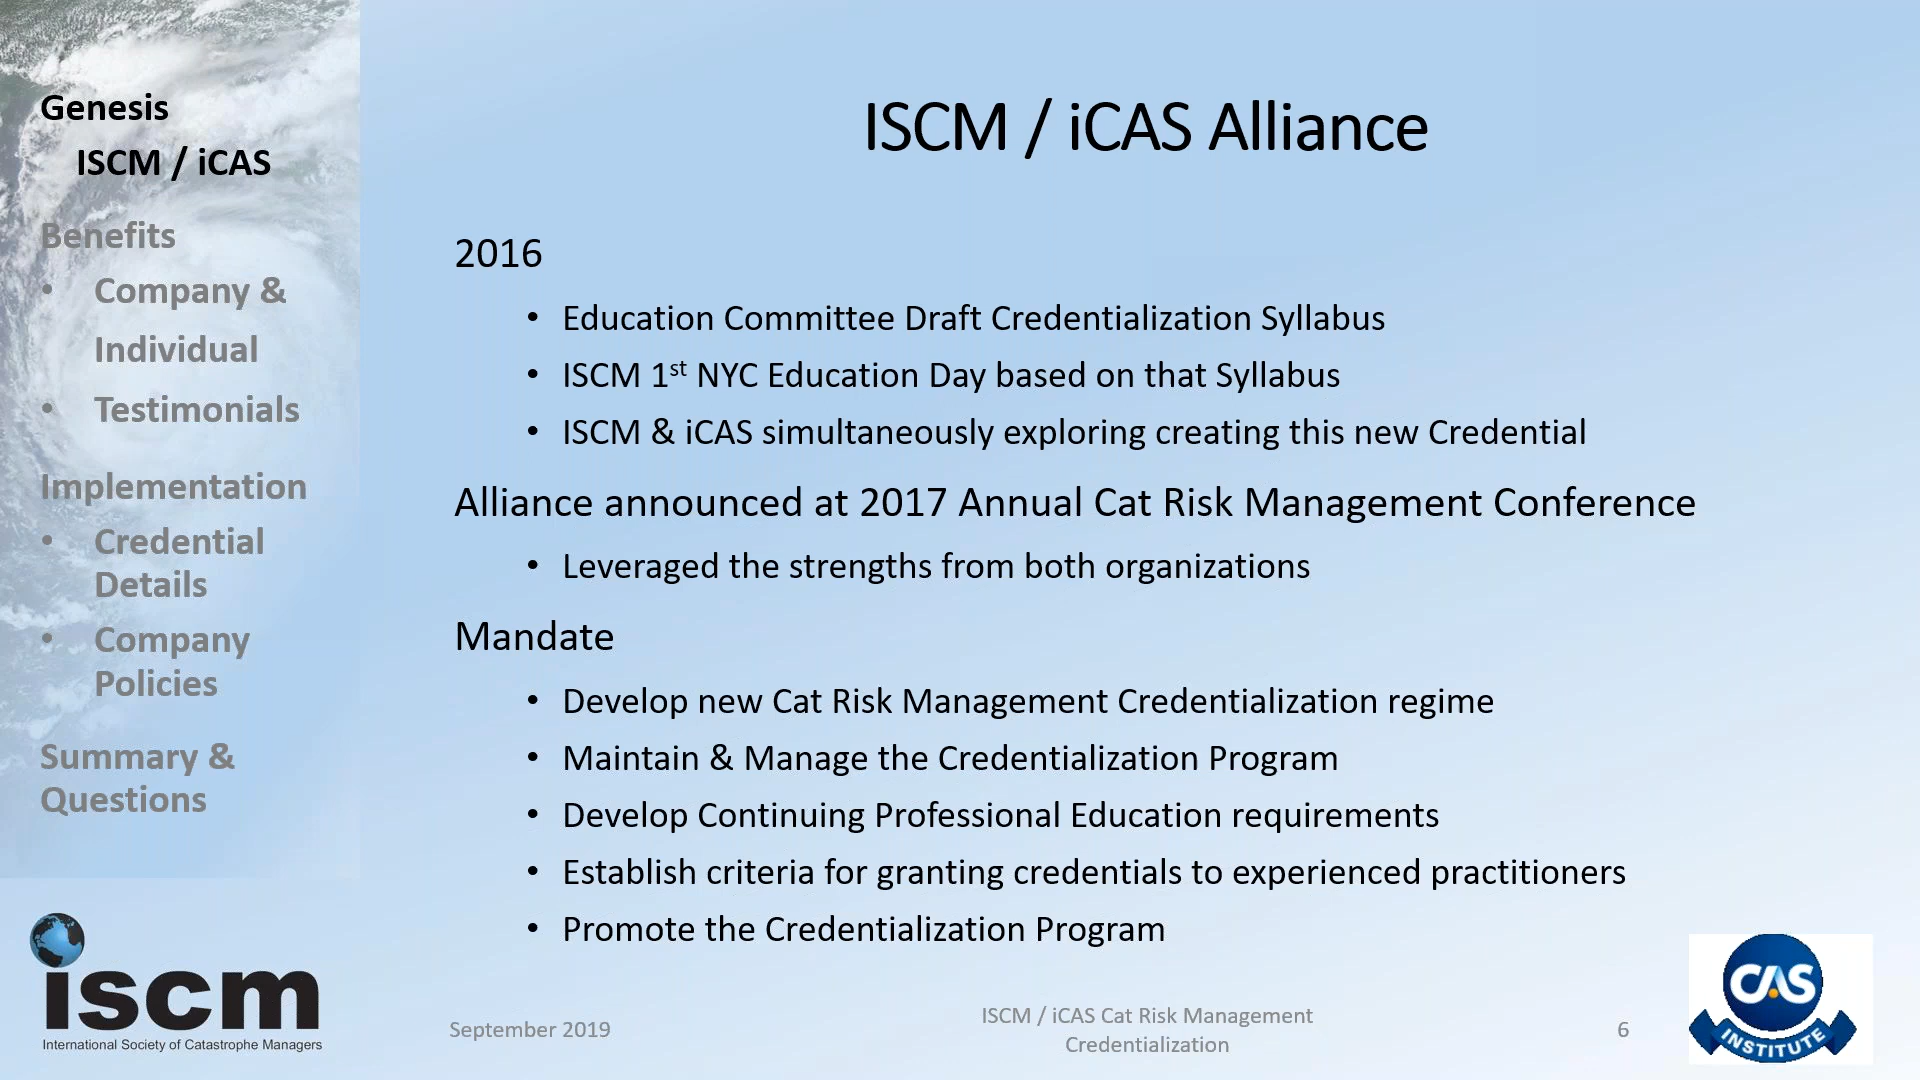 Genesis
ISCM / iCAS
Benefits
• Company &
Individual
• Testimonials
Implementation
• Credential
Details
• Company
Policies
Summary &
Questions
ISCM / iCAS Alliance
2016
• Education Committee Draft Credentialization Syllabus
• ISCM 1st NYC Education Day based on that Syllabus
• ISCM & iCAS simultaneously exploring creating this new Credential
Alliance announced at 2017 Annual Cat Risk Management Conference
• Leveraged the strengths from both organizations
Mandate
• Develop new Cat Risk Management Credentialization regime
• Maintain & Manage the Credentialization Program
• Develop Continuing Professional Education requirements
• Establish criteria for granting credentials to experienced practitioners
• Promote the Credentialization Program
iscm
International Society of Catastrophe Managers
September 2019
ISCM / iCAS Cat Risk Management
Credentialization
6
CAS
INSTITUTE